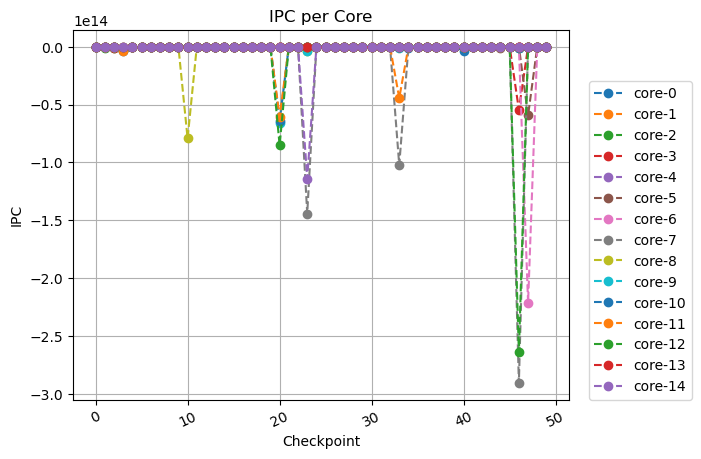 IPC per Core
1e14
0.0
−0.5
−1.0
−1.5
−2.0
−2.5
−3.0
IPC
0
10
20
30
40
50
Checkpoint
core-0
core-1
core-2
core-3
core-4
core-5
core-6
core-7
core-8
core-9
core-10
core-11
core-12
core-13
core-14